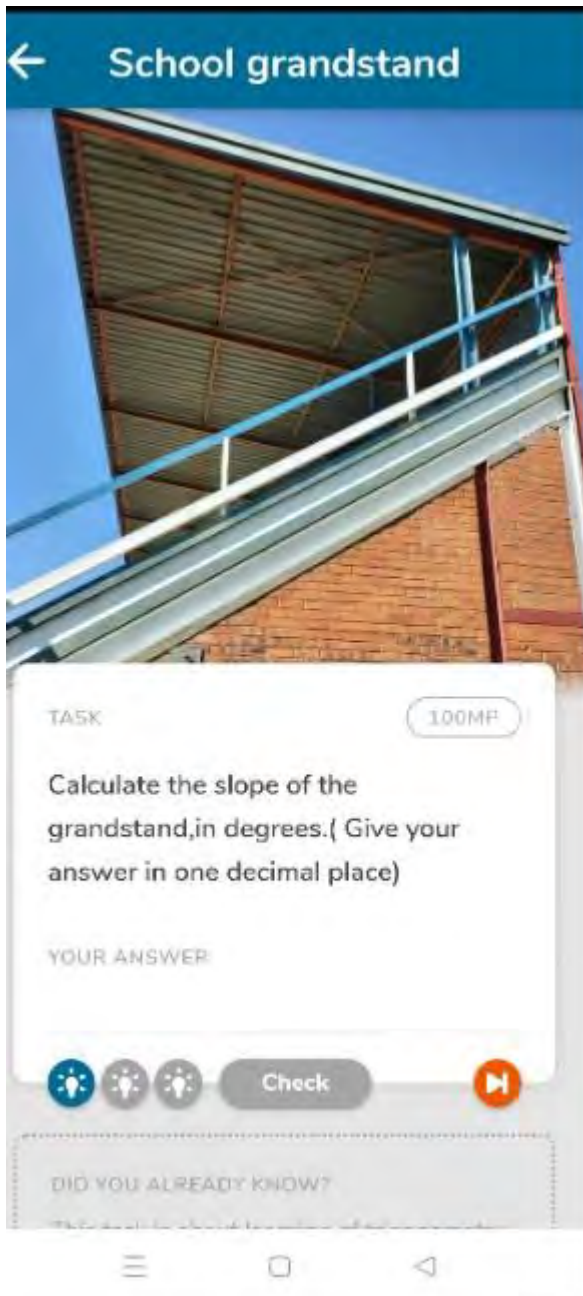 School grandstand
TASK
100MP
Calculate the slope of the
grandstand,in degrees.( Give your
answer in one decimal place)
YOUR ANSWER
Check
DID YOU ALREADY KNOW?